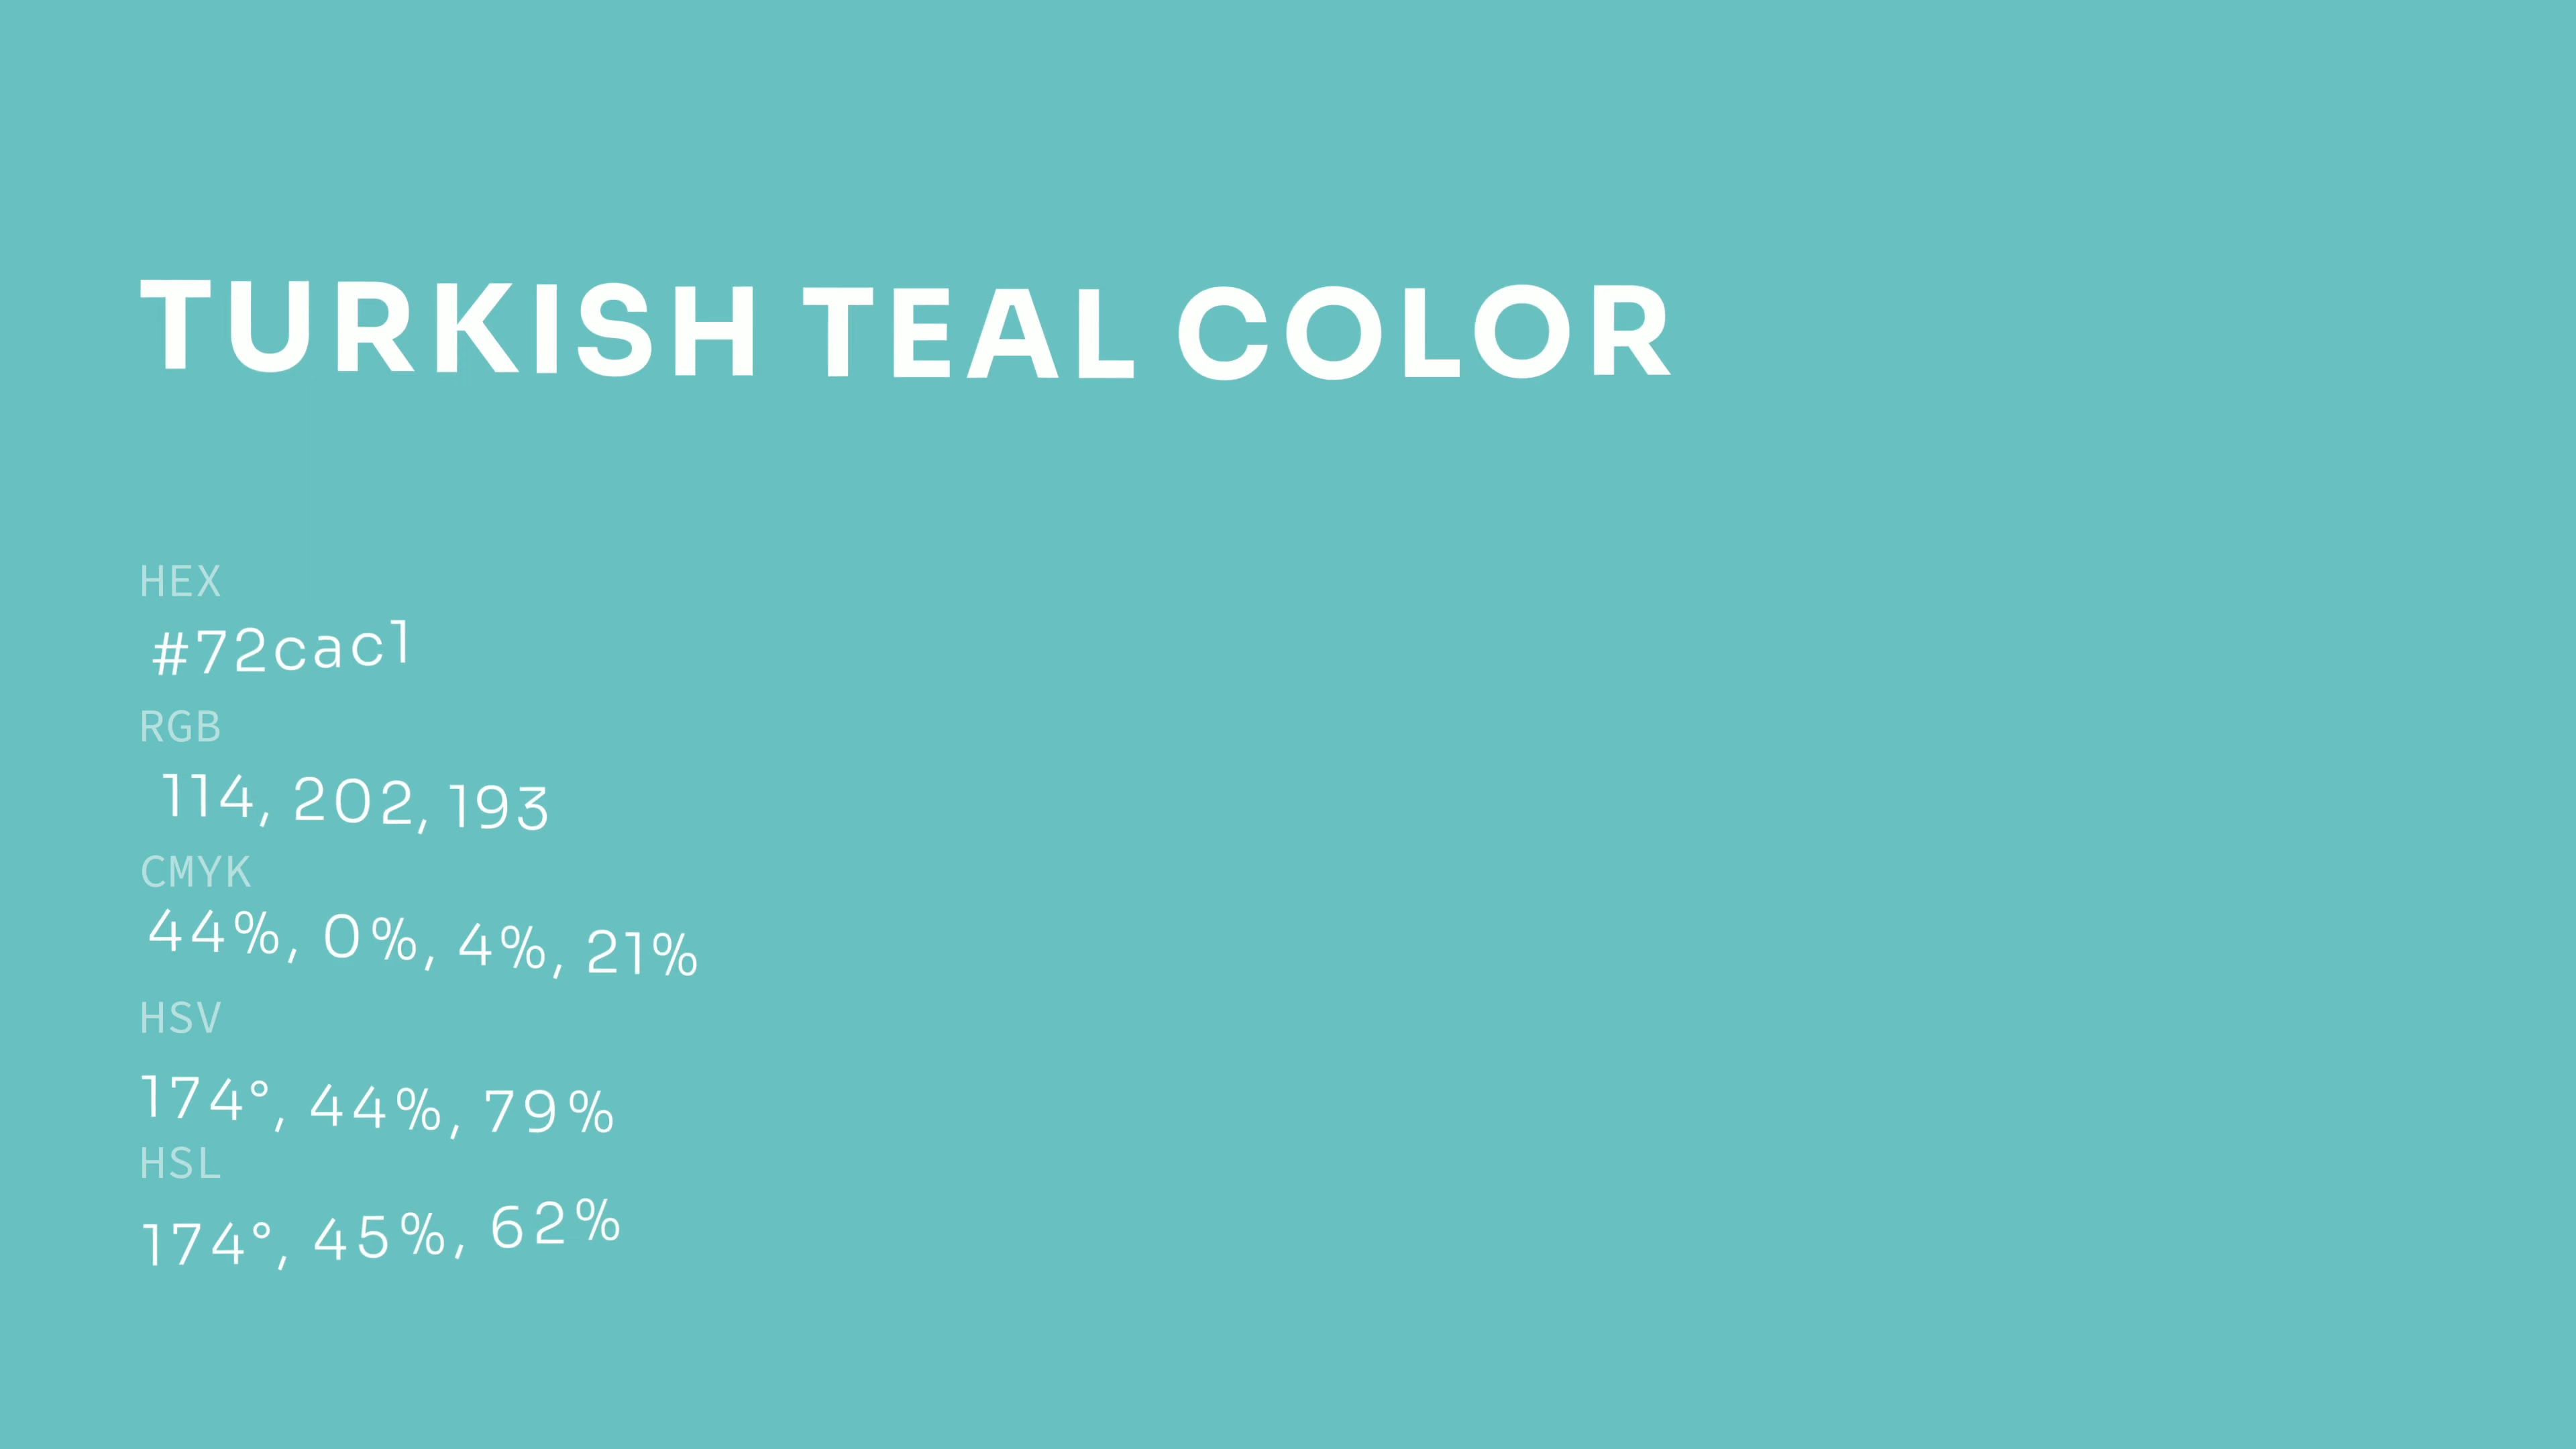 TURKISH TEAL COLOR
HEX
#72cac1
RGB
114, 202, 193
CMYK
44%, 0%, 4%, 21%
HSV
174°, 44%, 79%
HSL
174°, 45%, 62%